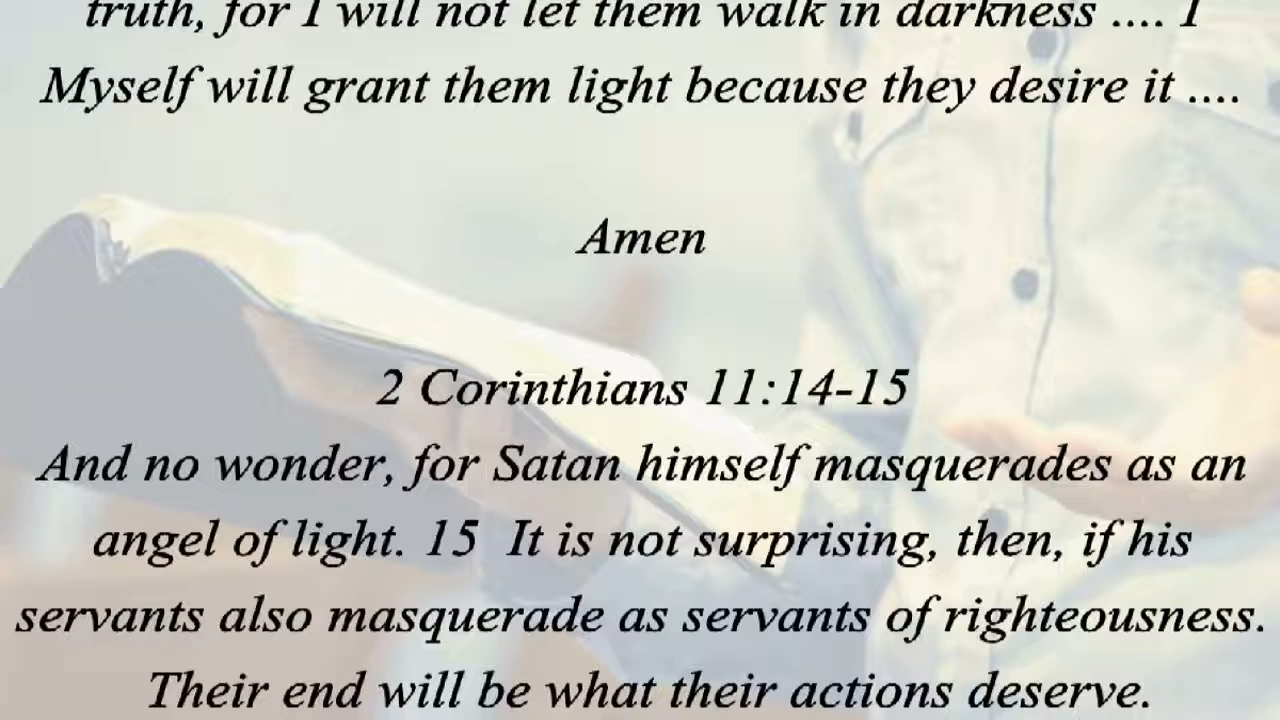 truth, for I will not let them walk in darkness .... I
Myself will grant them light because they desire it ....
Amen
2 Corinthians 11:14-15
And no wonder, for Satan himself masquerades as an
angel of light. 15  It is not surprising, then, if his
servants also masquerade as servants of righteousness.
Their end will be what their actions deserve.